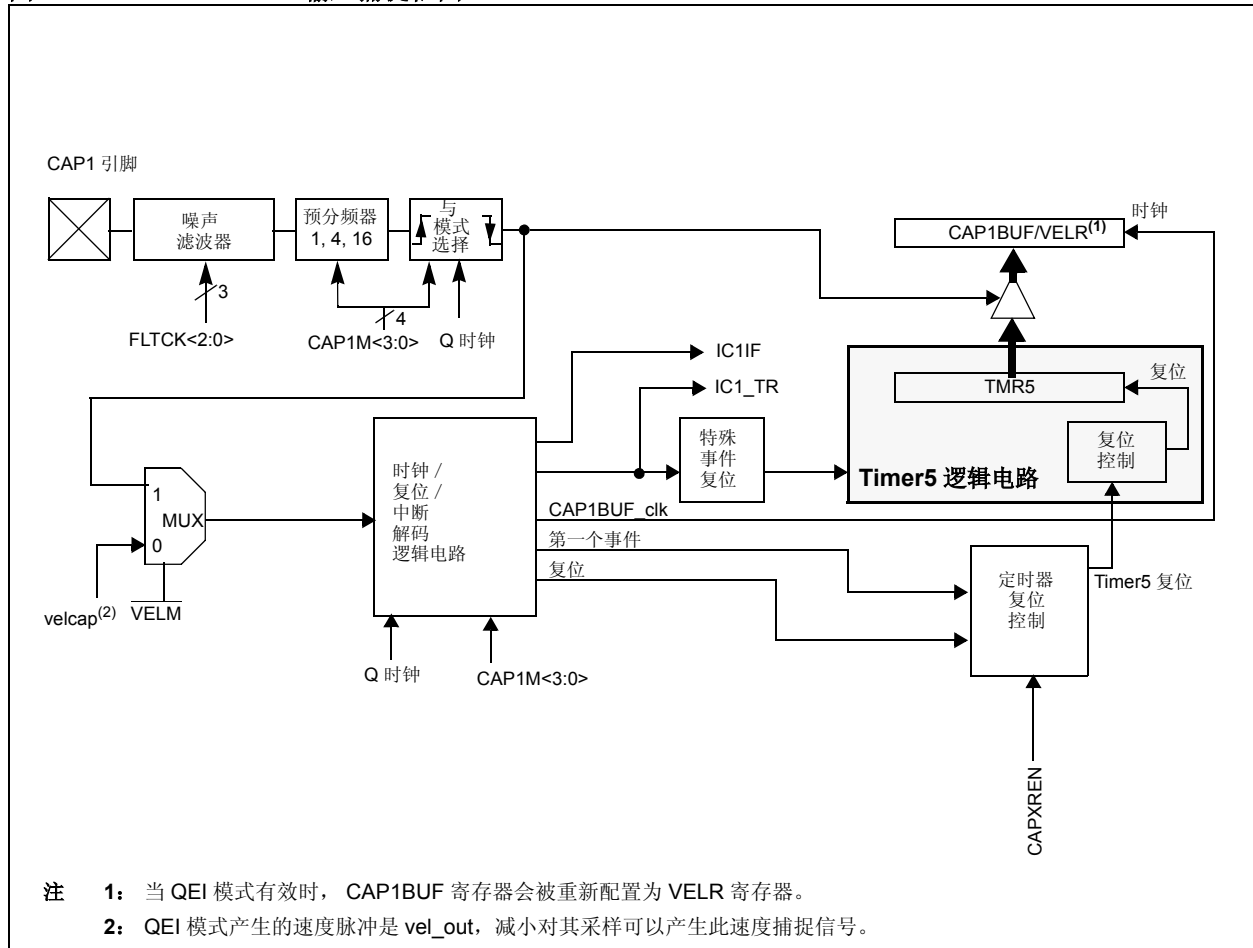 CAP1 引脚
噪声
滤波器
预分频器
1, 4, 16
与
模式
选择
时钟
CAP1BUF/VELR(1)
3
4
FLTCK<2:0>
CAP1M<3:0>
Q 时钟
IC1IF
IC1_TR
TMR5
复位
复位
控制
Timer5 逻辑电路
特殊
事件
复位
时钟 /
复位 /
中断
解码
逻辑电路
1
MUX
0
CAP1BUF_clk
第一个事件
复位
定时器
复位
控制
Timer5 复位
velcap(2)
VELM
Q 时钟
CAP1M<3:0>
CAPXREN
注 1: 当 QEI 模式有效时, CAP1BUF 寄存器会被重新配置为 VELR 寄存器。
2: QEI 模式产生的速度脉冲是 vel_out,减小对其采样可以产生此速度捕捉信号。